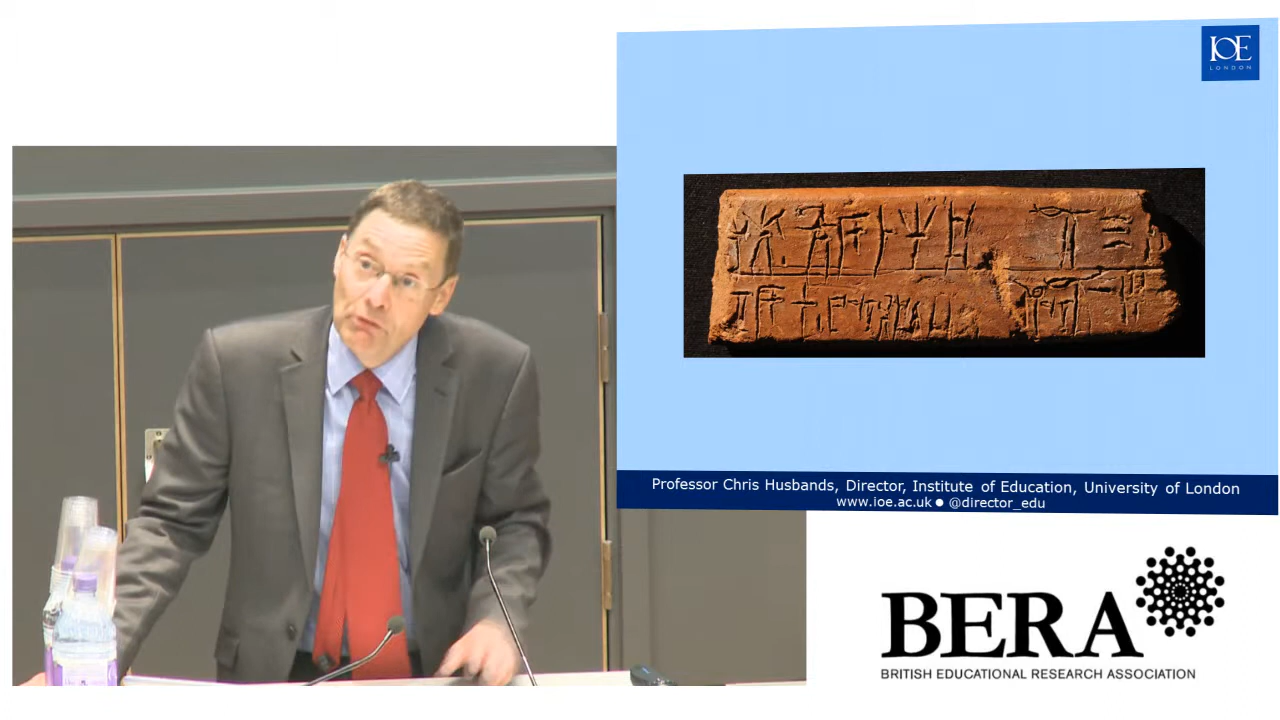 IOE
LONDON
Professor Chris Husbands, Director, Institute of Education, University of London
www.ioe.ac.uk ● @director_edu
BERA
BRITISH EDUCATIONAL RESEARCH ASSOCIATION